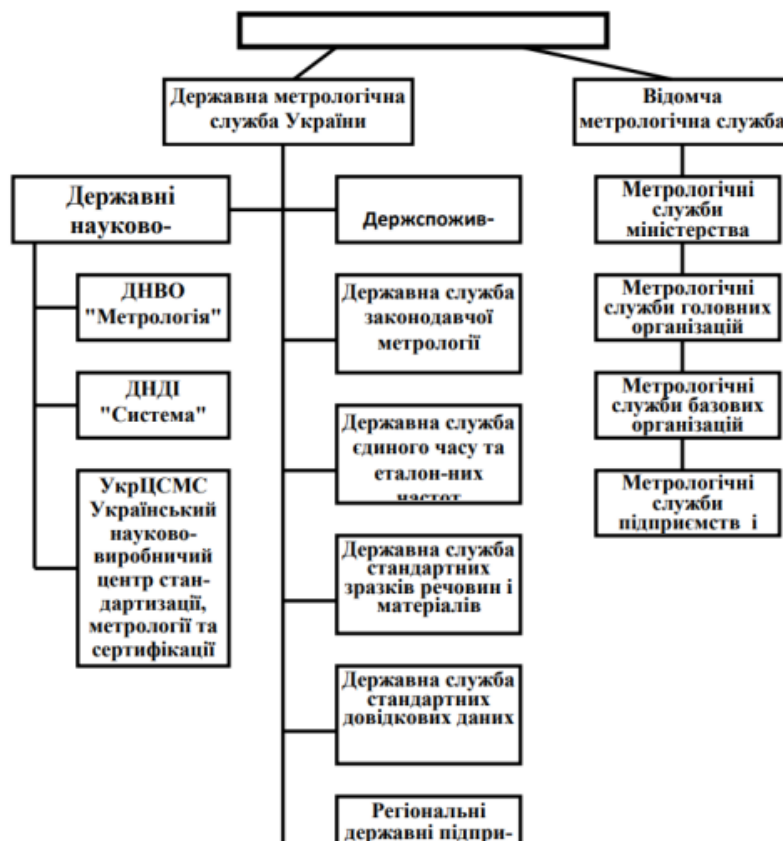 Державна метрологічна
служба України
Відомча
метрологічна служба
Державні
науково-
Держспожив-
Метрологічні
служби
міністерства
ДНВО
"Метрологія"
Державна служба
законодавчої
метрології
Метрологічні
служби головних
організацій
ДНДІ
"Система"
Державна служба
єдиного часу та
еталон-них
частот
Метрологічні
служби базових
організацій
УкрЦСМС
Український
науково-
виробничий
центр стан-
дартизації,
метрології та
сертифікації
Метрологічні
служби
підприємств і
Державна служба
стандартних
зразків речовин і
матеріалів
Державна служба
стандартних
довідкових даних
Регіональні
державні підпри-